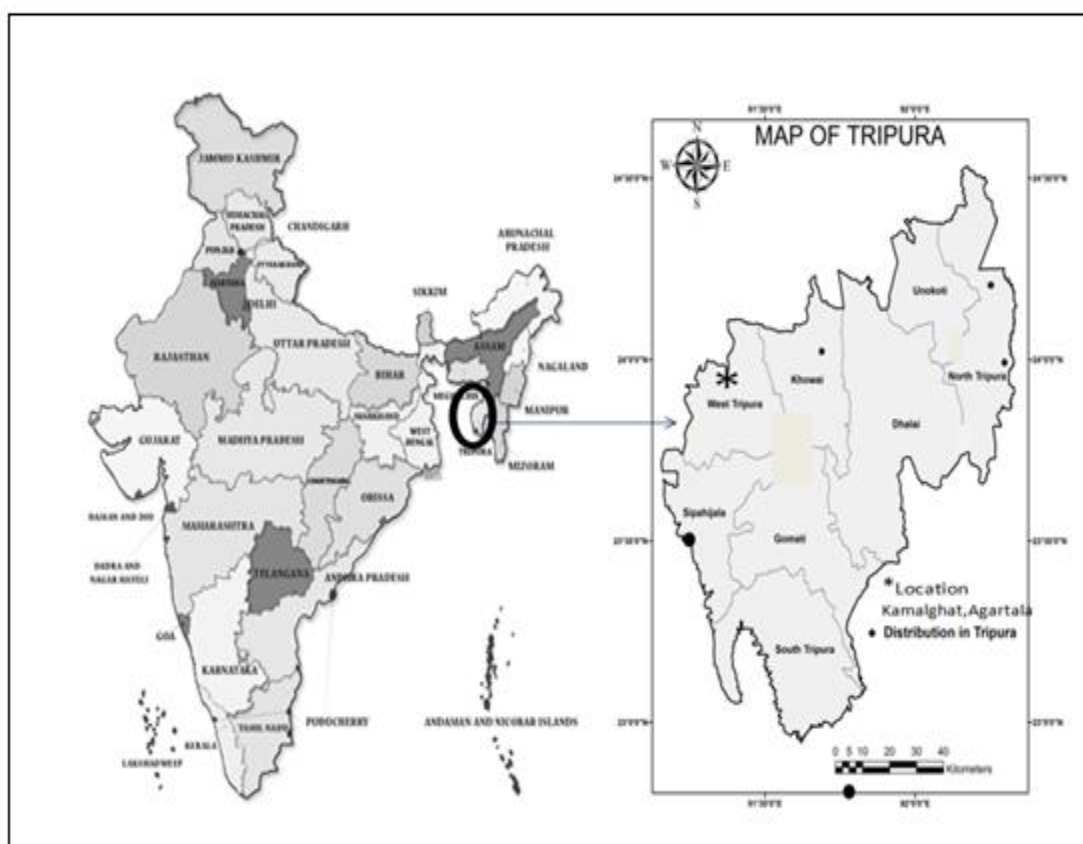 JAMMU KASHMIR
HIMACHAL
PRADESH
CHANDIGARH
PUNJAB
UTTARAKHAND
HARYANA
DELHI
ARUNACHAL
PRADESH
SIKKIM
RAJASTHAN
UTTAR PRADESH
BIHAR
ASSAM
NAGALAND
MANIPUR
MIZORAM
TRIPURA
WEST
BENGAL
GUJARAT
MADHYA PRADESH
ORISSA
DAMAN AND DIU
MAHARASHTRA
DADRA AND
NAGAR HAVELI
TELANGANA
ANDHRA PRADESH
GOA
KARNATAKA
PUDUCHERRY
TAMIL NADU
KERALA
LAKSHADWEEP
ANDAMAN AND NICOBAR ISLANDS
MAP OF TRIPURA
N
W E
S
Unokoti
North Tripura
Khowai
West Tripura
Dhalai
Sipahijala
Gomati
South Tripura
*Location
Kamalghat,Agartala
Distribution in Tripura
0 5 10 20 30 40
Kilometers